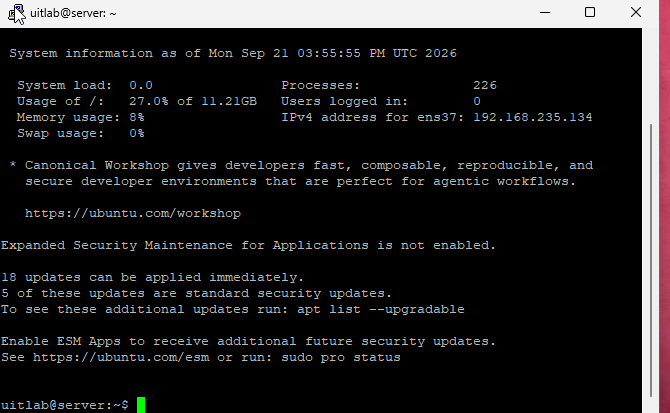 uitlab@server: ~
System information as of Mon Sep 21 03:55:55 PM UTC 2026
System load:  0.0                Processes:              226
Usage of /:   27.0% of 11.21GB   Users logged in:        0
Memory usage: 8%                 IPv4 address for ens37: 192.168.235.134
Swap usage:   0%
* Canonical Workshop gives developers fast, composable, reproducible, and
secure developer environments that are perfect for agentic workflows.
https://ubuntu.com/workshop
Expanded Security Maintenance for Applications is not enabled.
18 updates can be applied immediately.
5 of these updates are standard security updates.
To see these additional updates run: apt list --upgradable
Enable ESM Apps to receive additional future security updates.
See https://ubuntu.com/esm or run: sudo pro status
uitlab@server:~$